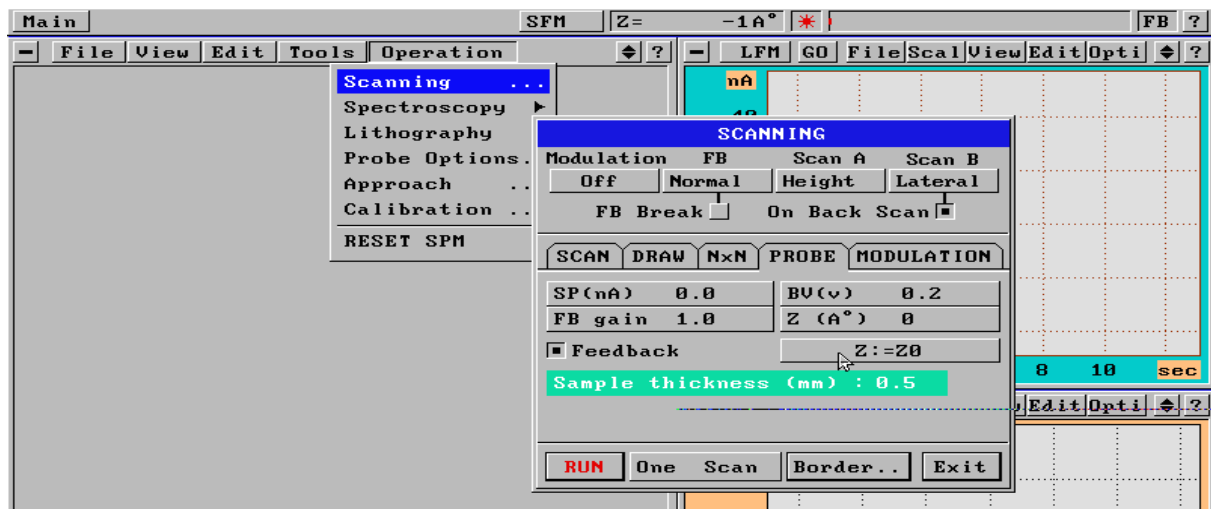 Main SFM Z= -1A° FB ?
File View Edit Tools Operation ?
LFM GO File Scal View Edit Opti ?
nA
Scanning ...
Spectroscopy
Lithography
Probe Options.
Approach ..
Calibration ..
RESET SPM
SCANNING
Modulation FB Scan A Scan B
Off Normal Height Lateral
FB Break On Back Scan
SCAN DRAW NxN PROBE MODULATION
SP(nA) 0.0 BV(v) 0.2
FB gain 1.0 Z (A°) 0
Feedback Z:=Z0
Sample thickness (mm) : 0.5
RUN One Scan Border.. Exit
8 10 sec
Edit Opti ?